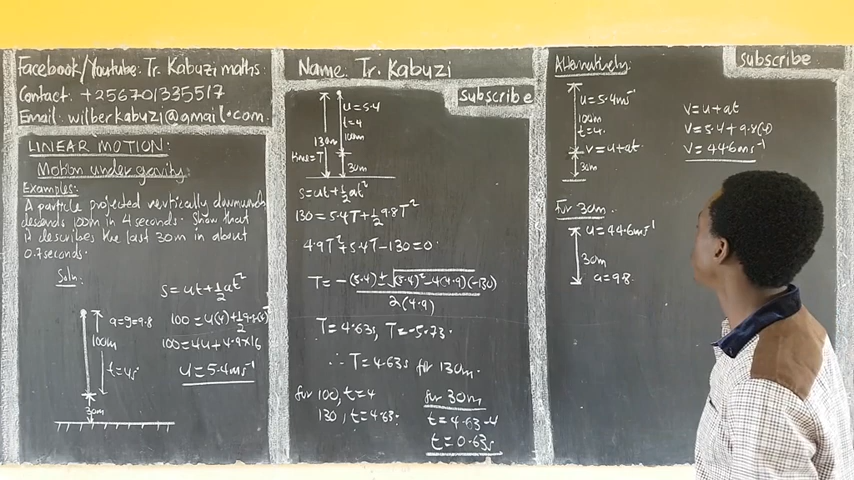 Facebook/Youtube: Tr. Kabuzi maths.
Contact: +256701335517
Email: wilberkabuzi@gmail.com
LINEAR MOTION:
Motion under gravity.
Examples:
A particle projected vertically downwards
descends 100m in 4 seconds. Show that
it describes the last 30m in about
0.7 seconds.
Soln:
S=ut+½at²
a=g=9.8
100m
t=4s
30m
100=u(4)+½9.8(4)²
100=4u+4.9×16
u=5.4ms⁻¹
Name: Tr. Kabuzi
Subscribe
u=5.4
t=4
100m
130m
T
30m
S=ut+½at²
130=5.4T+½9.8T²
4.9T²+5.4T-130=0.
T=-(5.4)±√(5.4)²-4(4.9)(-130)
2(4.9)
T=4.63s, T=-5.73.
∴ T=4.63s for 130m.
for 100, t=4
130, t=4.63.
for 30m
t=4.63-4
t=0.63s
Subscribe
Alternatively:
u=5.4ms⁻¹
100m
t=4.
v=u+at
30m
v=u+at
v=5.4+9.8(4)
v=44.6ms⁻¹
For 30m.
u=44.6ms⁻¹
30m
a=9.8.